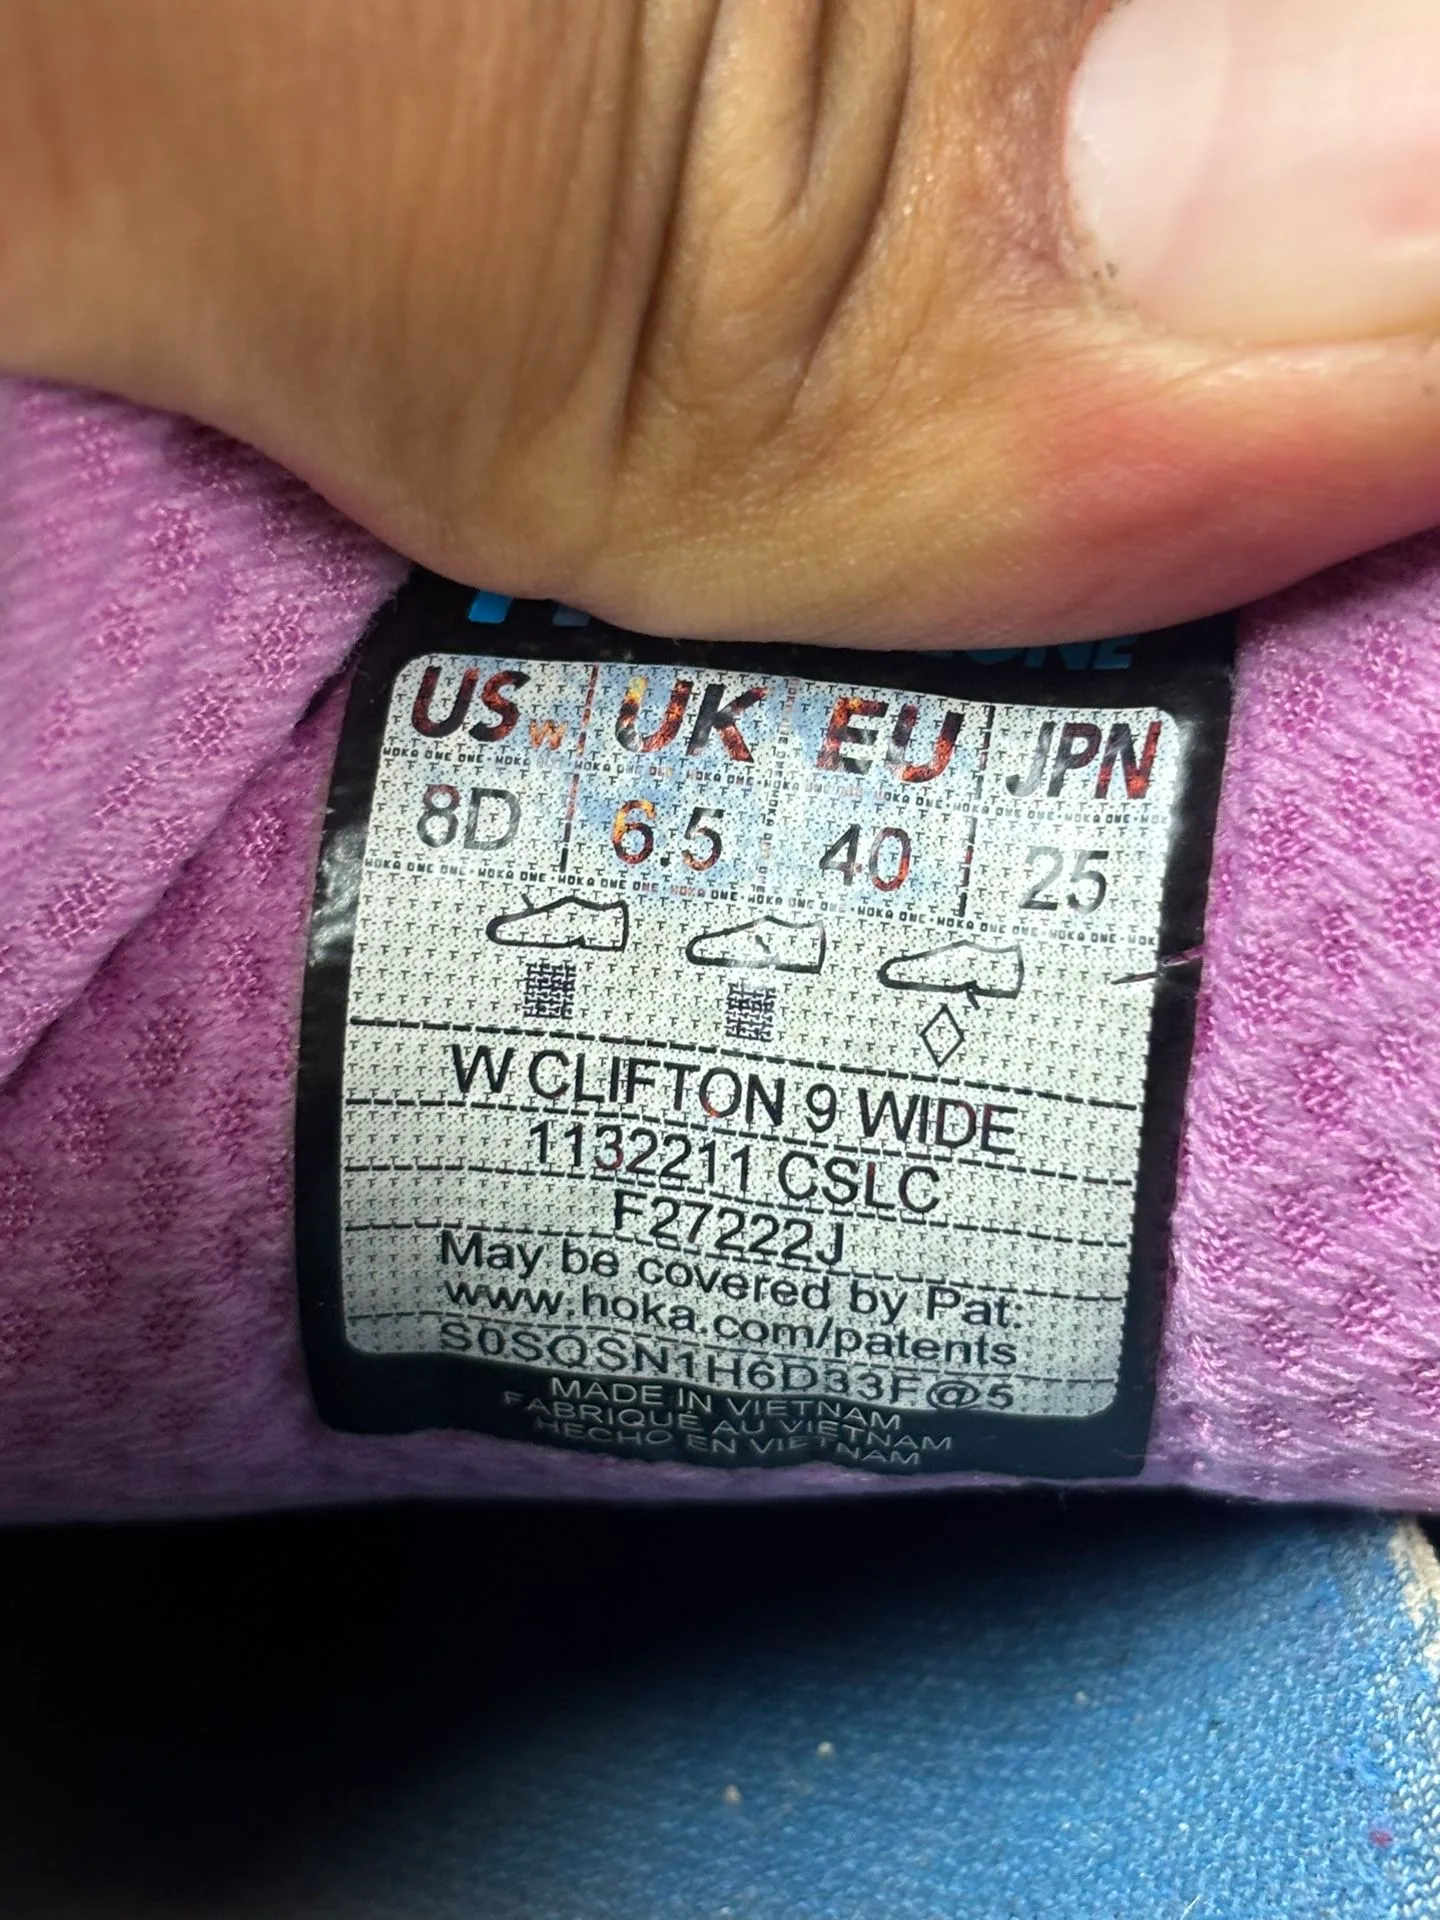 US W UK EU JPN
8D 6.5 40 25
W CLIFTON 9 WIDE
1132211 CSLC
F27222J
May be covered by Pat:
www.hoka.com/patents
S0SQSN1H6D33F@5
MADE IN VIETNAM
FABRIQUÉ AU VIETNAM
HECHO EN VIETNAM